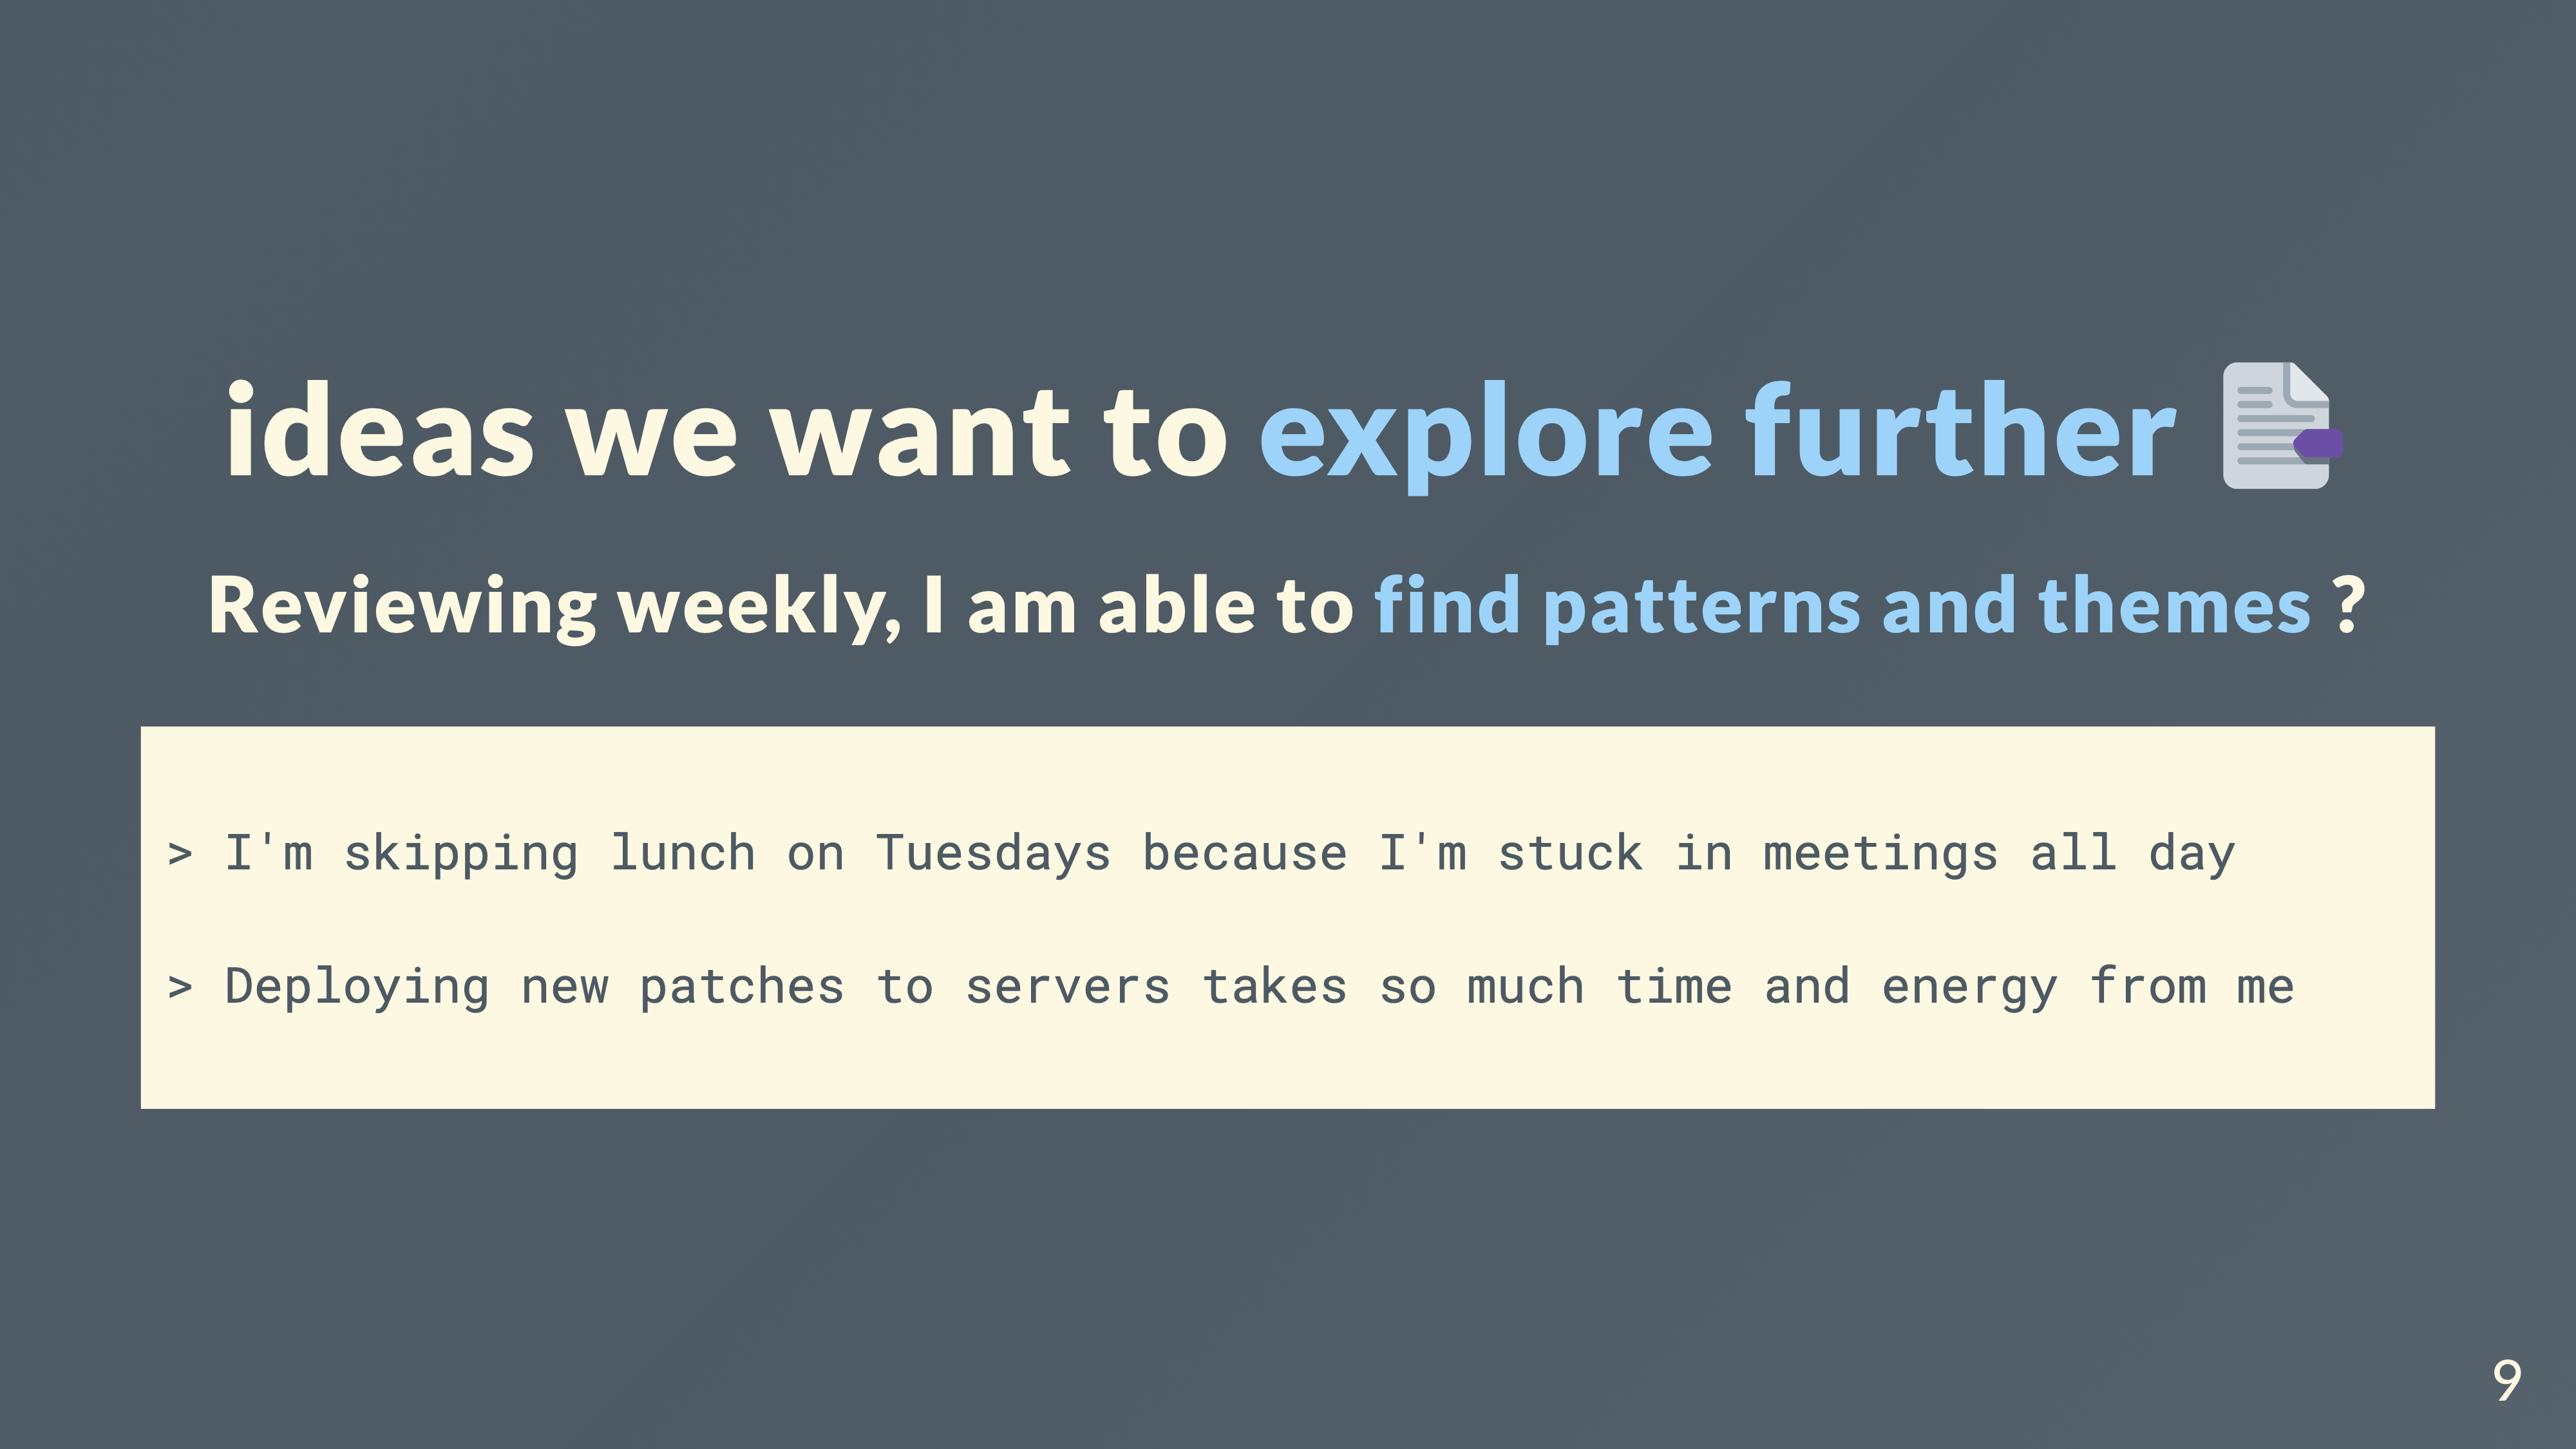 ideas we want to explore further
Reviewing weekly, I am able to find patterns and themes ?
> I'm skipping lunch on Tuesdays because I'm stuck in meetings all day
> Deploying new patches to servers takes so much time and energy from me
9